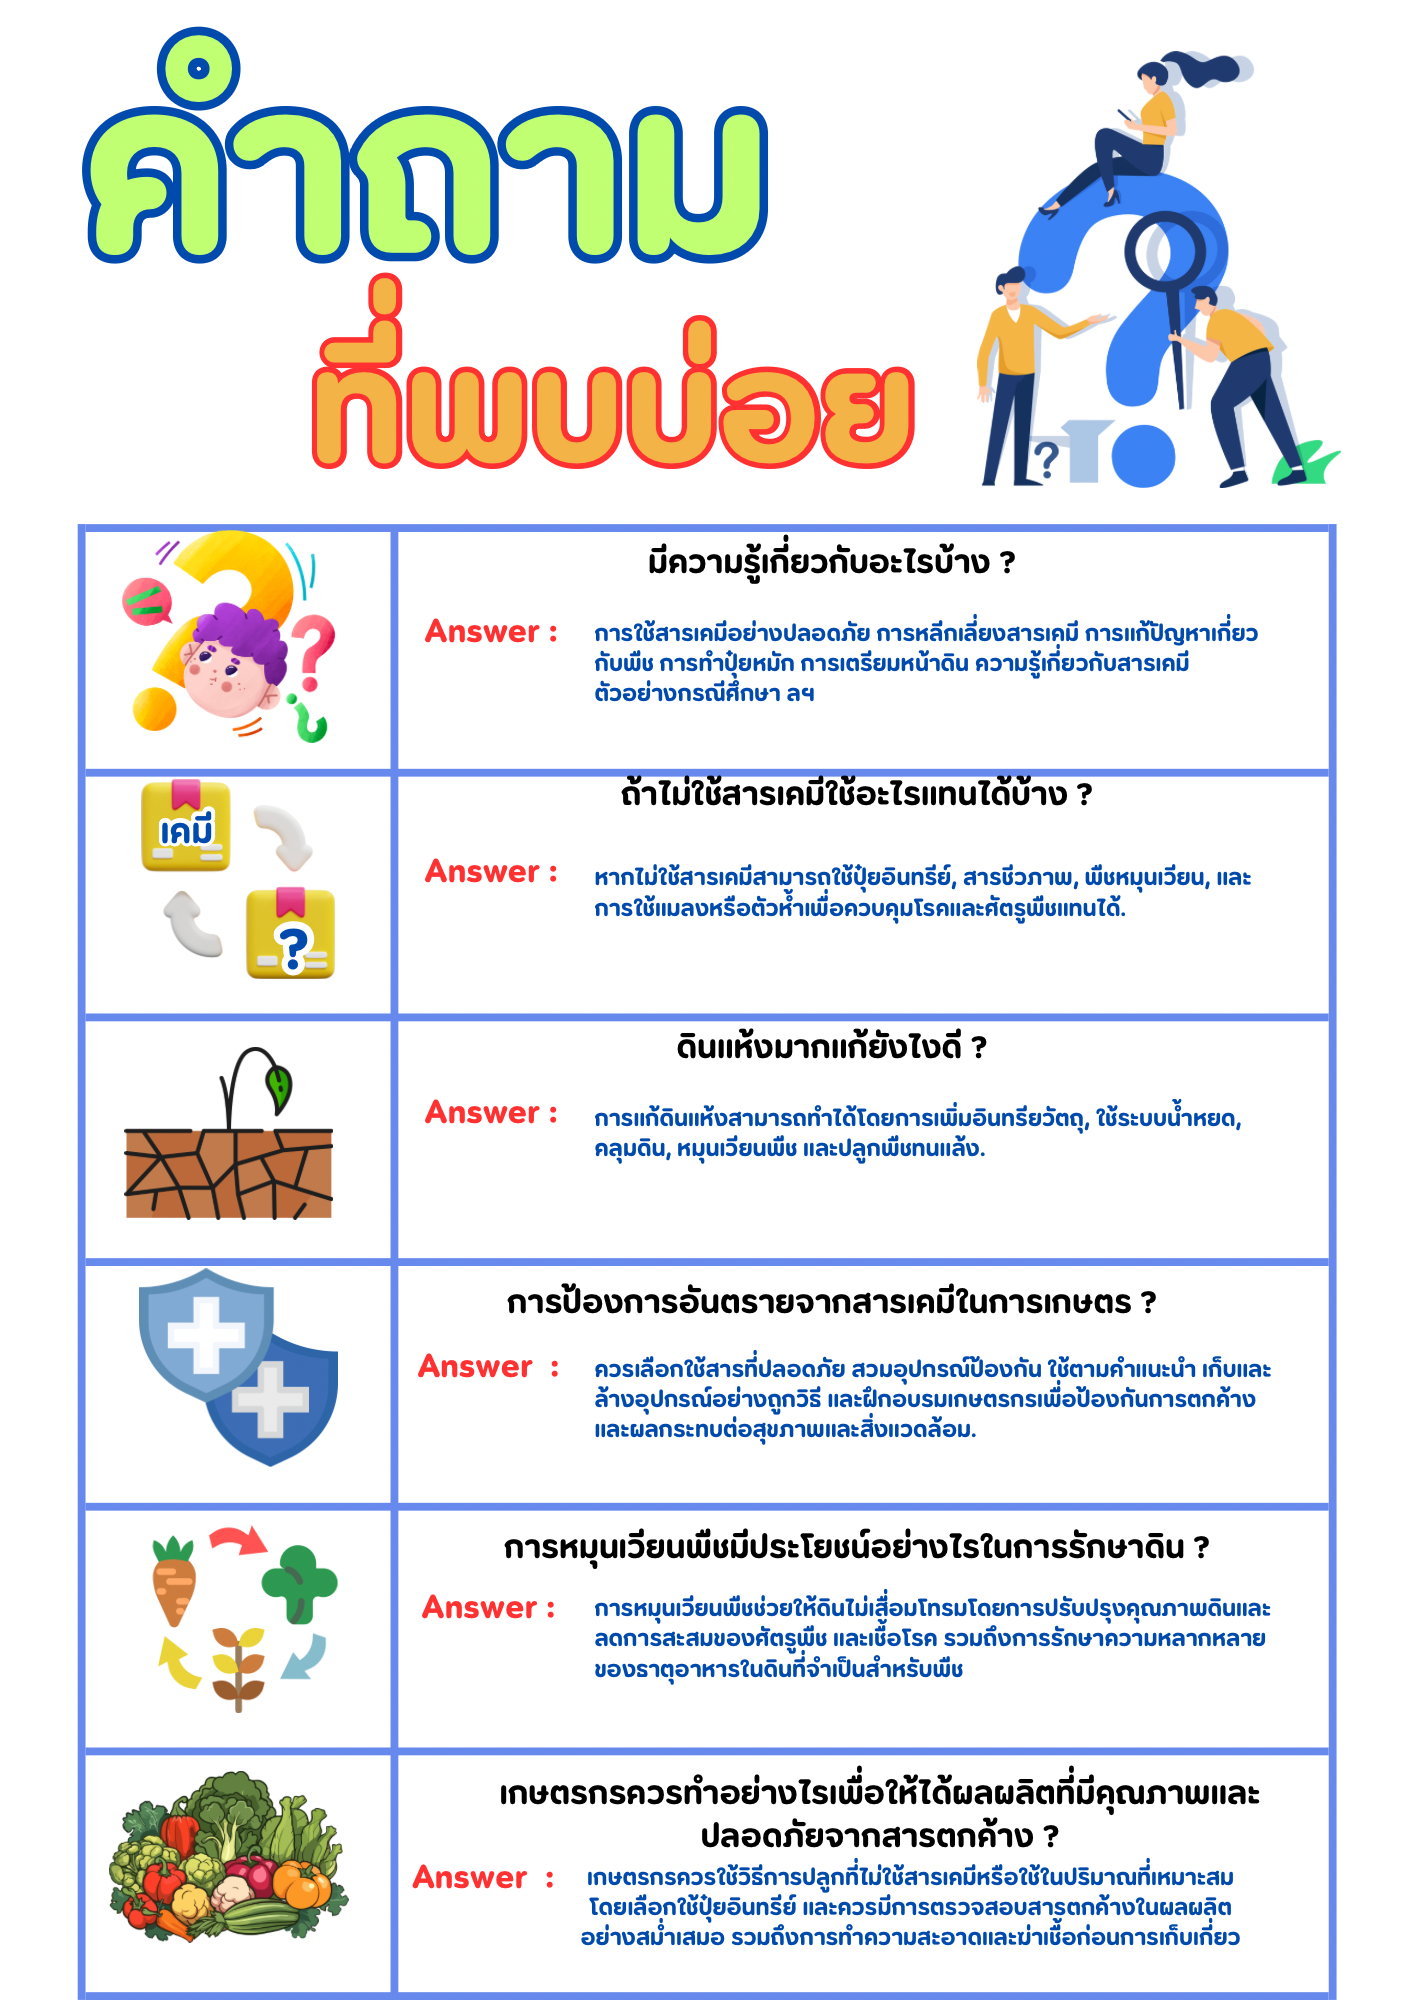 คำถาม
ที่พบบ่อย
?
มีความรู้เกี่ยวกับอะไรบ้าง ?
Answer :
การใช้สารเคมีอย่างปลอดภัย การหลีกเลี่ยงสารเคมี การแก้ปัญหาเกี่ยว
กับพืช การทำปุ๋ยหมัก การเตรียมหน้าดิน ความรู้เกี่ยวกับสารเคมี
ตัวอย่างกรณีศึกษา ลฯ
เคมี
?
ถ้าไม่ใช้สารเคมีใช้อะไรแทนได้บ้าง ?
Answer :
หากไม่ใช้สารเคมีสามารถใช้ปุ๋ยอินทรีย์, สารชีวภาพ, พืชหมุนเวียน, และ
การใช้แมลงหรือตัวห้ำเพื่อควบคุมโรคและศัตรูพืชแทนได้.
ดินแห้งมากแก้ยังไงดี ?
Answer :
การแก้ดินแห้งสามารถทำได้โดยการเพิ่มอินทรียวัตถุ, ใช้ระบบน้ำหยด,
คลุมดิน, หมุนเวียนพืช และปลูกพืชทนแล้ง.
การป้องการอันตรายจากสารเคมีในการเกษตร ?
Answer :
ควรเลือกใช้สารที่ปลอดภัย สวมอุปกรณ์ป้องกัน ใช้ตามคำแนะนำ เก็บและ
ล้างอุปกรณ์อย่างถูกวิธี และฝึกอบรมเกษตรกรเพื่อป้องกันการตกค้าง
และผลกระทบต่อสุขภาพและสิ่งแวดล้อม.
การหมุนเวียนพืชมีประโยชน์อย่างไรในการรักษาดิน ?
Answer :
การหมุนเวียนพืชช่วยให้ดินไม่เสื่อมโทรมโดยการปรับปรุงคุณภาพดินและ
ลดการสะสมของศัตรูพืช และเชื้อโรค รวมถึงการรักษาความหลากหลาย
ของธาตุอาหารในดินที่จำเป็นสำหรับพืช
เกษตรกรควรทำอย่างไรเพื่อให้ได้ผลผลิตที่มีคุณภาพและ
ปลอดภัยจากสารตกค้าง ?
Answer :
เกษตรกรควรใช้วิธีการปลูกที่ไม่ใช้สารเคมีหรือใช้ในปริมาณที่เหมาะสม
โดยเลือกใช้ปุ๋ยอินทรีย์ และควรมีการตรวจสอบสารตกค้างในผลผลิต
อย่างสม่ำเสมอ รวมถึงการทำความสะอาดและฆ่าเชื้อก่อนการเก็บเกี่ยว